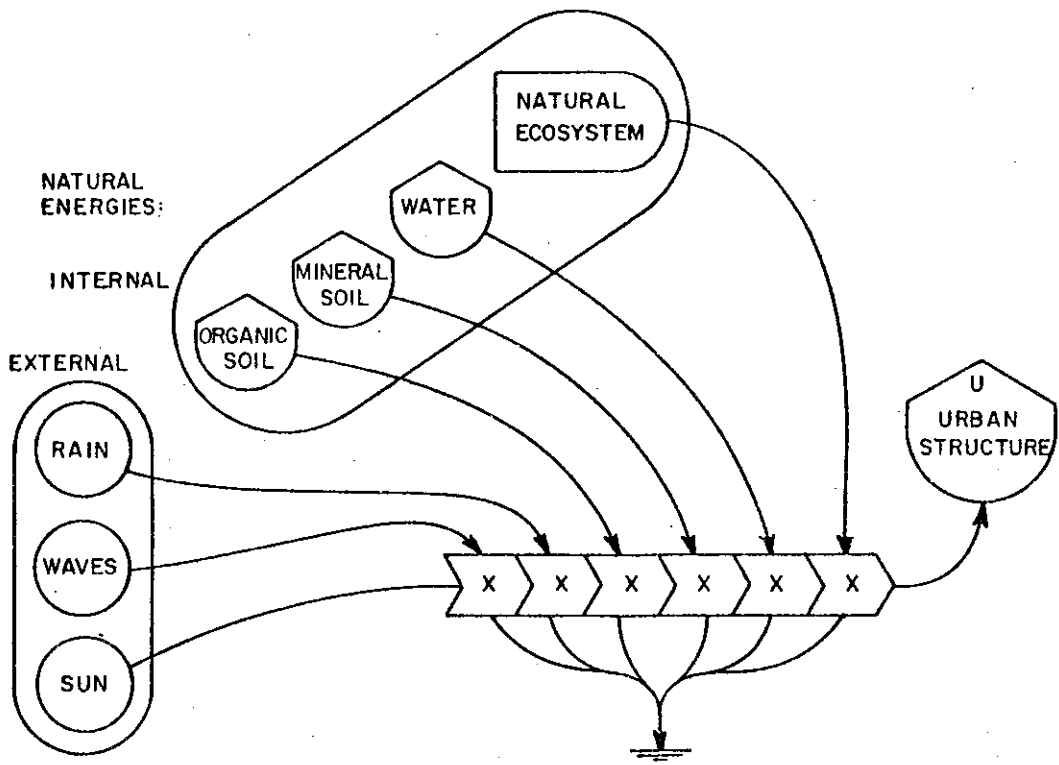 NATURAL
ECOSYSTEM
NATURAL
ENERGIES:
WATER
INTERNAL
MINERAL
SOIL
ORGANIC
SOIL
EXTERNAL
RAIN
U
URBAN
STRUCTURE
WAVES
X X X X X X
SUN